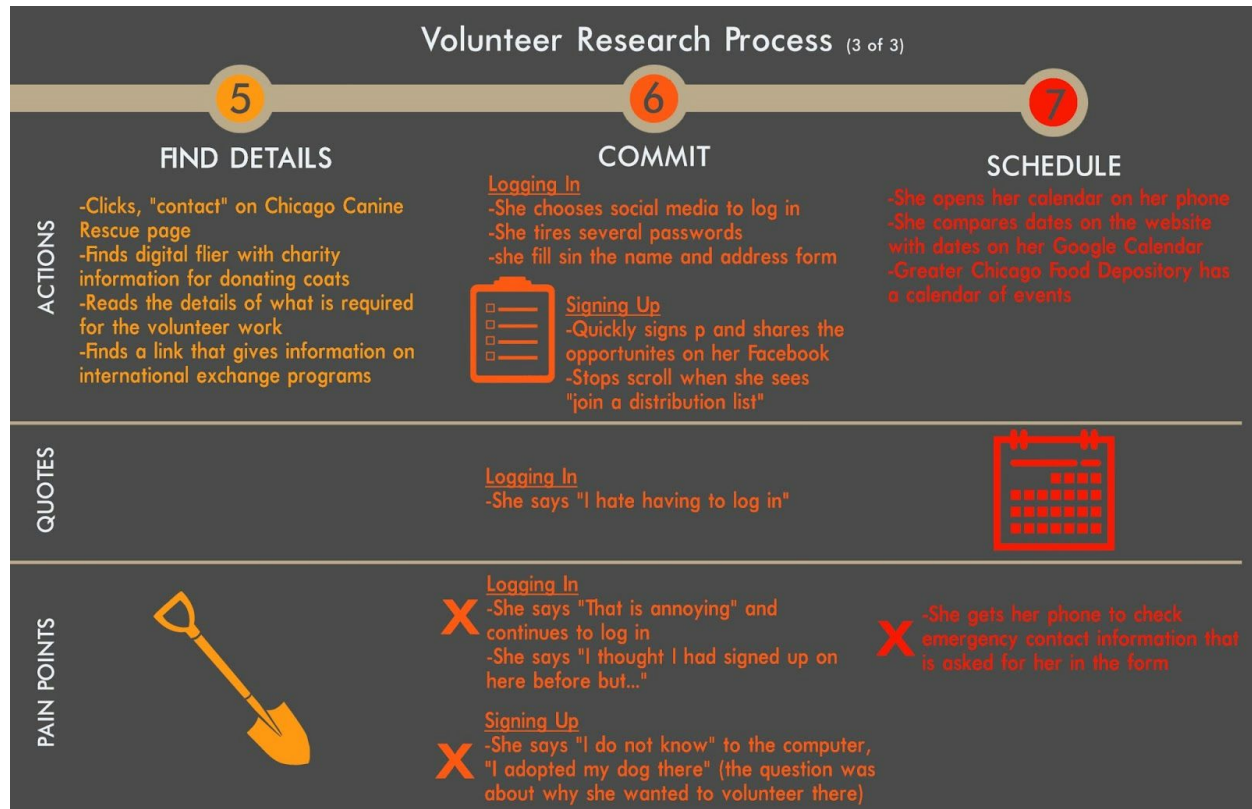 Volunteer Research Process (3 of 3)
5
6
7
FIND DETAILS
COMMIT
SCHEDULE
ACTIONS
-Clicks, "contact" on Chicago Canine
Rescue page
-Finds digital flier with charity
information for donating coats
-Reads the details of what is required
for the volunteer work
-Finds a link that gives information on
international exchange programs
Logging In
-She chooses social media to log in
-She tires several passwords
-she fill sin the name and address form
Signing Up
-Quickly signs p and shares the
opportunites on her Facebook
-Stops scroll when she sees
"join a distribution list"
-She opens her calendar on her phone
-She compares dates on the website
with dates on her Google Calendar
-Greater Chicago Food Depository has
a calendar of events
QUOTES
Logging In
-She says "I hate having to log in"
PAIN POINTS
Logging In
-She says "That is annoying" and
continues to log in
-She says "I thought I had signed up on
here before but..."
Signing Up
-She says "I do not know" to the computer,
"I adopted my dog there" (the question was
about why she wanted to volunteer there)
-She gets her phone to check
emergency contact information that
is asked for her in the form